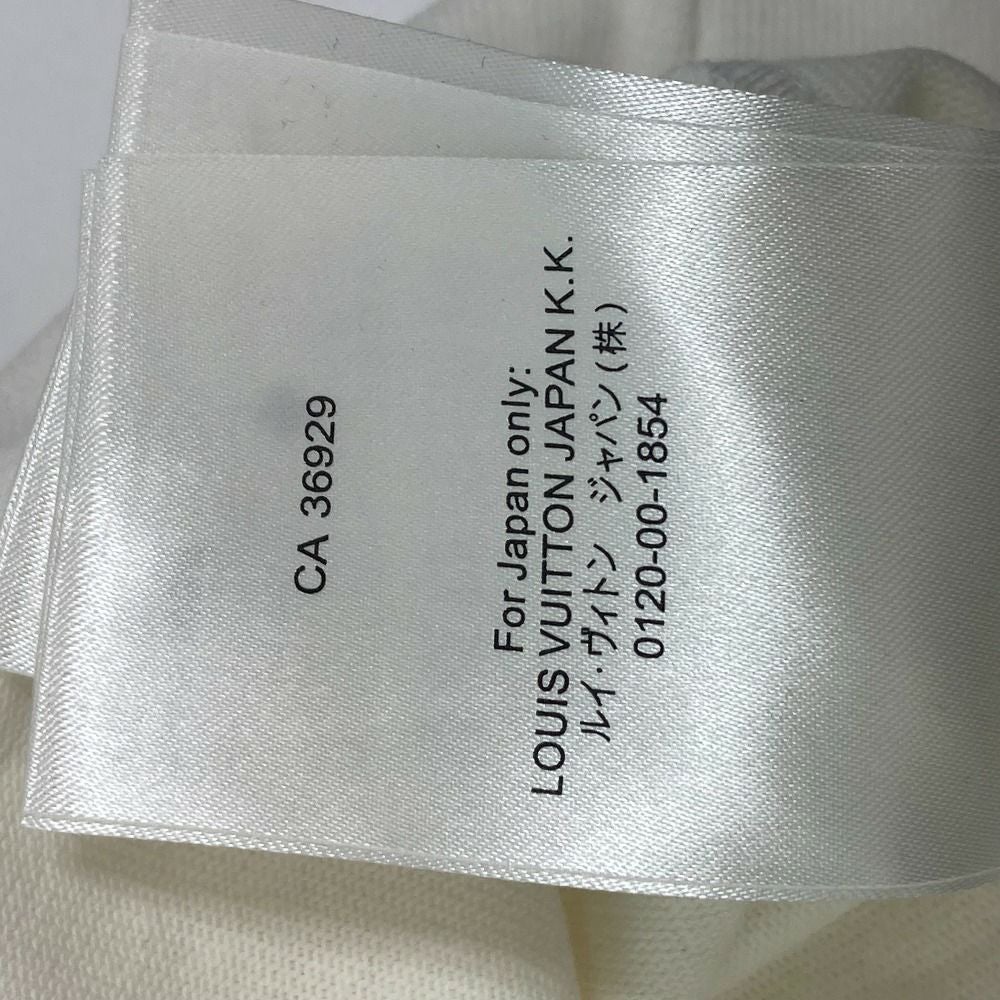 CA 36929
For Japan only:
LOUIS VUITTON JAPAN K.K.
ルイ・ヴィトン ジャパン(株)
0120-00-1854